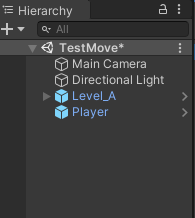 Hierarchy
All
TestMove*
Main Camera
Directional Light
Level_A
Player